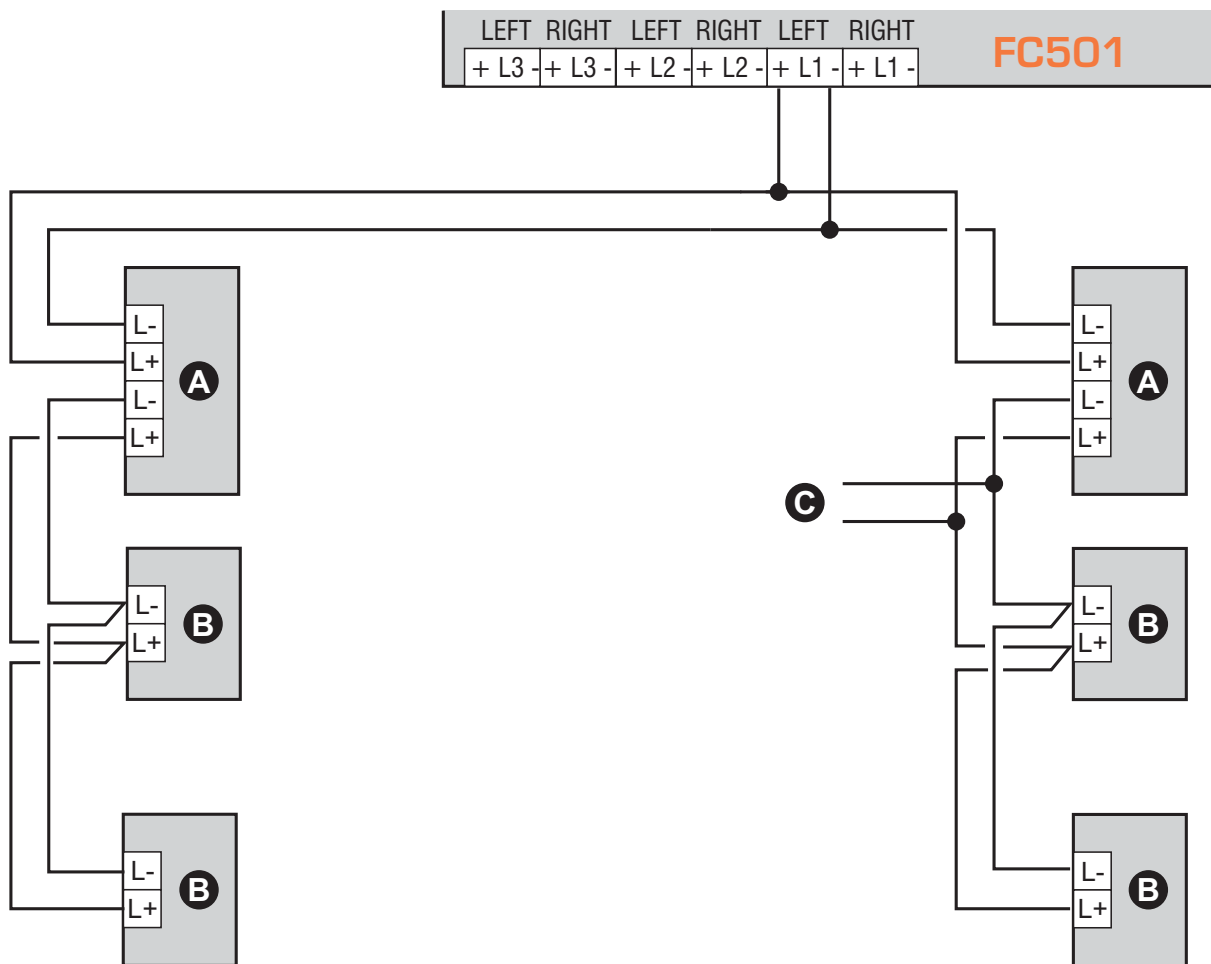 LEFT RIGHT LEFT RIGHT LEFT RIGHT
FC501
+ L3 - + L3 - + L2 - + L2 - + L1 - + L1 -
L-
L+
L-
L+
A
L-
L+
L-
L+
A
C
L-
L+
B
L-
L+
B
L-
L+
B
L-
L+
B